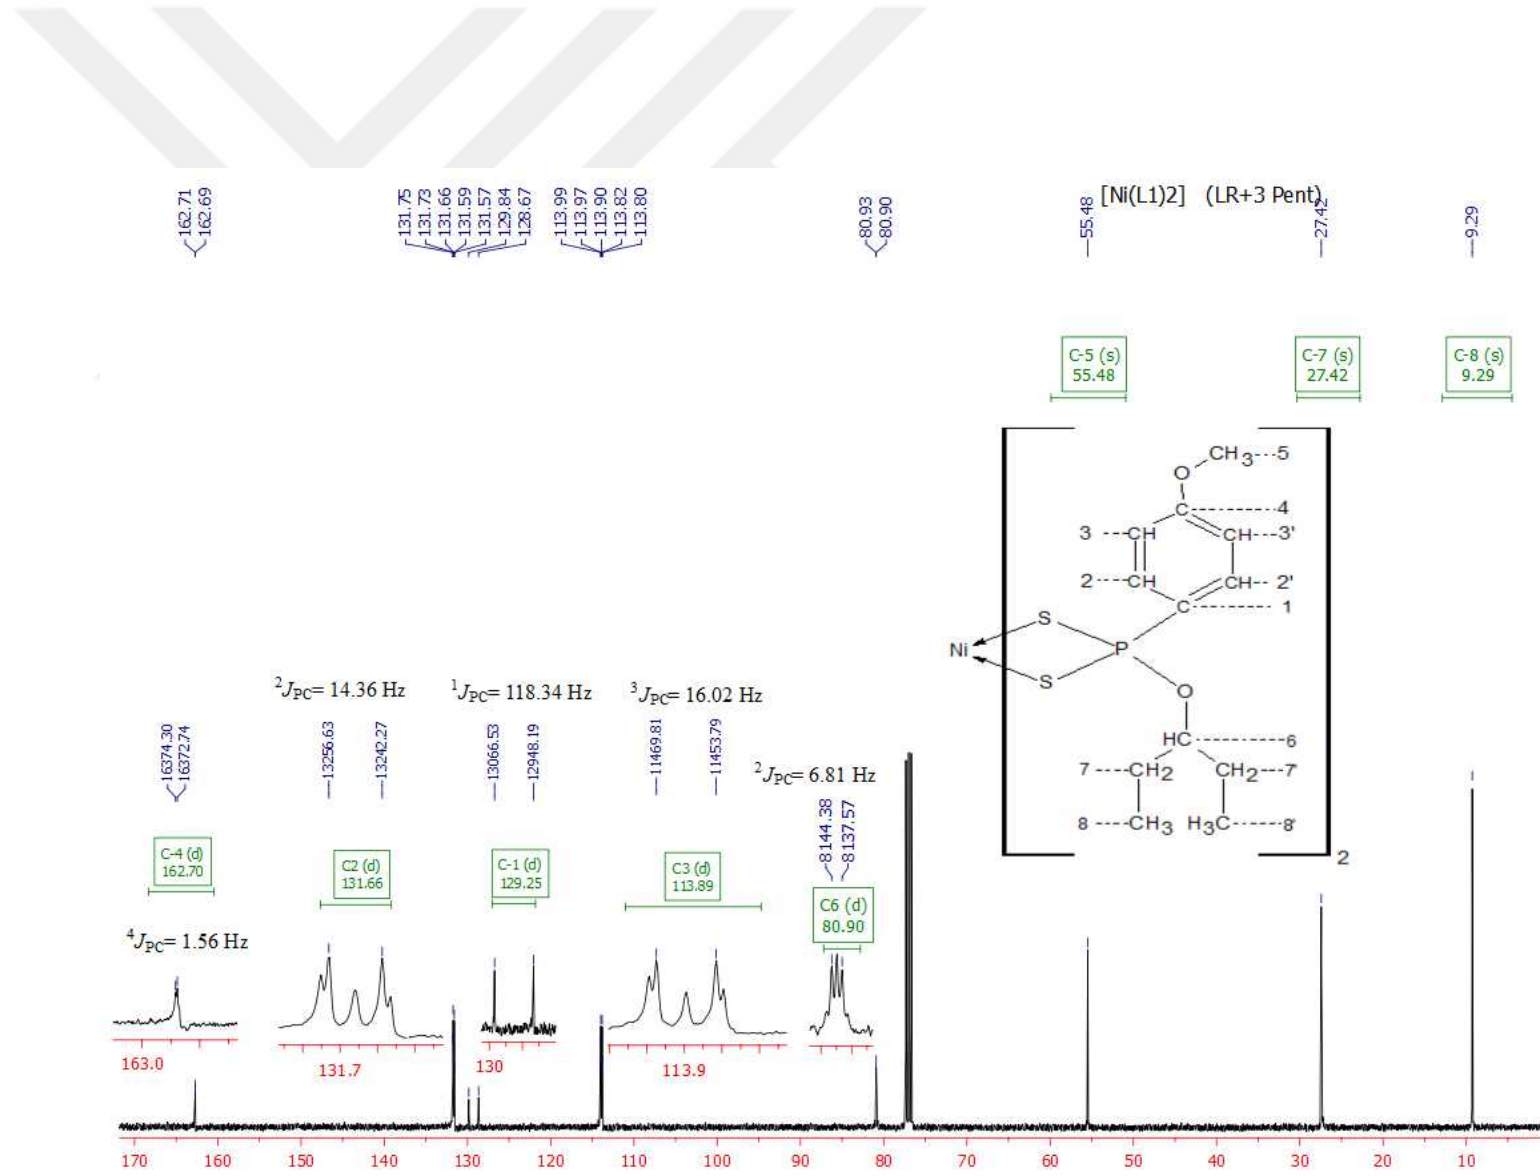 162.71
162.69
131.75
131.73
131.66
131.59
131.57
129.84
128.67
113.99
113.97
113.90
113.82
113.80
80.93
80.90
55.48
[Ni(L1)2] (LR+3 Pent)
27.42
9.29
C-5 (s)
55.48
C-7 (s)
27.42
C-8 (s)
9.29
O
CH3
5
C
4
3
CH
CH
3'
2
CH
CH
2'
C
1
S
Ni
P
S
O
HC
6
7
CH2
CH2
7'
8
CH3
H3C
8'
2
²JPC= 14.36 Hz
¹JPC= 118.34 Hz
³JPC= 16.02 Hz
²JPC= 6.81 Hz
16374.30
16372.74
13256.63
13242.27
13066.53
12948.19
11469.81
11453.79
8144.38
8137.57
C-4 (d)
162.70
C2 (d)
131.66
C-1 (d)
129.25
C3 (d)
113.89
C6 (d)
80.90
⁴JPC= 1.56 Hz
163.0
131.7
130
113.9
170 160 150 140 130 120 110 100 90 80 70 60 50 40 30 20 10